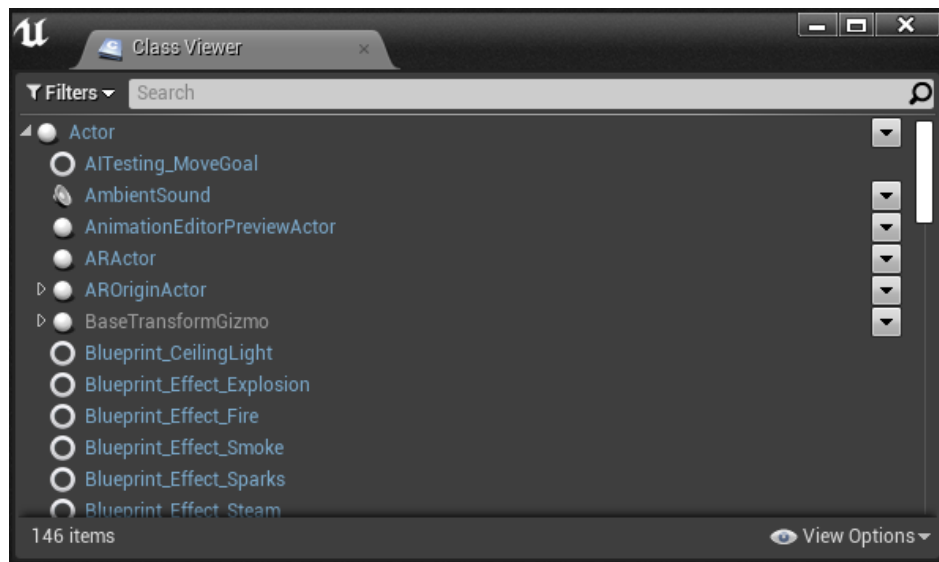 Class Viewer
Filters Search
Actor
AITesting_MoveGoal
AmbientSound
AnimationEditorPreviewActor
ARActor
AROriginActor
BaseTransformGizmo
Blueprint_CeilingLight
Blueprint_Effect_Explosion
Blueprint_Effect_Fire
Blueprint_Effect_Smoke
Blueprint_Effect_Sparks
Blueprint_Effect_Steam
146 items View Options